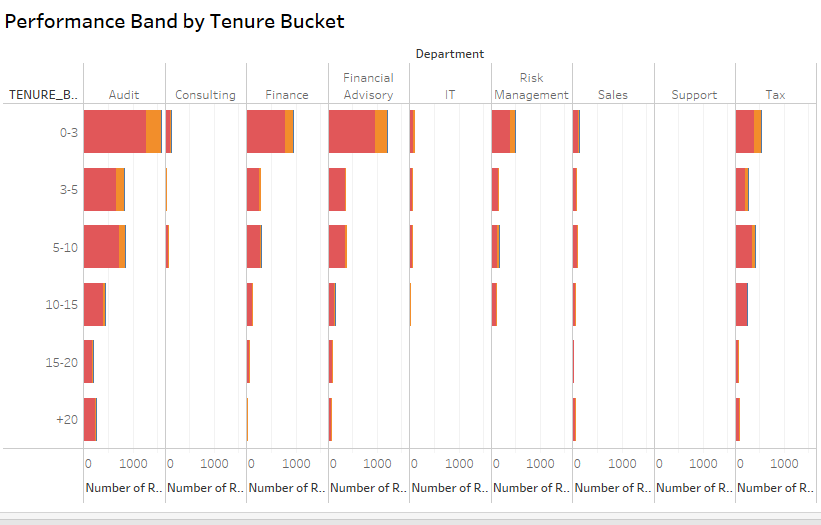 Performance Band by Tenure Bucket
Department
TENURE_B.. Audit Consulting Finance Financial Advisory IT Risk Management Sales Support Tax
0-3
3-5
5-10
10-15
15-20
+20
0 1000 0 1000 0 1000 0 1000 0 1000 0 1000 0 1000 0 1000 0 1000
Number of R.. Number of R.. Number of R.. Number of R.. Number of R.. Number of R.. Number of R.. Number of R.. Number of R..